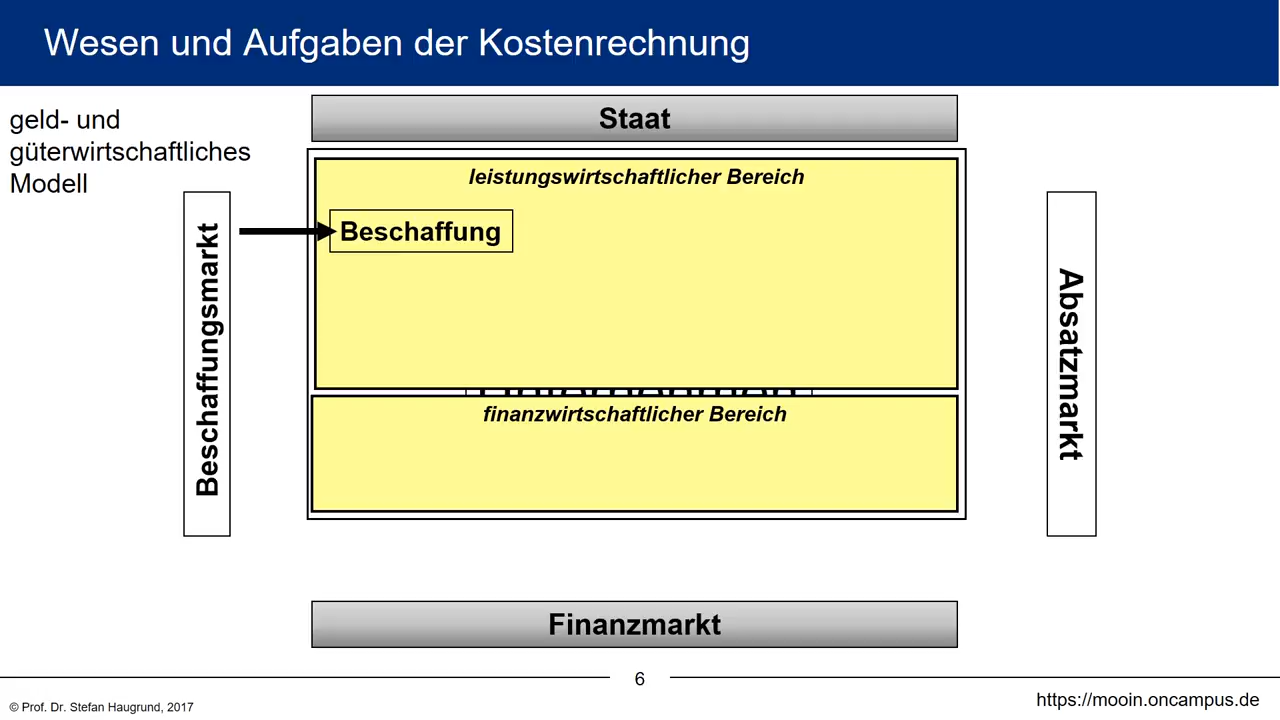 Wesen und Aufgaben der Kostenrechnung
geld- und
güterwirtschaftliches
Modell
Staat
leistungswirtschaftlicher Bereich
Beschaffung
Beschaffungsmarkt
Absatzmarkt
finanzwirtschaftlicher Bereich
Finanzmarkt
6
© Prof. Dr. Stefan Haugrund, 2017
https://mooin.oncampus.de